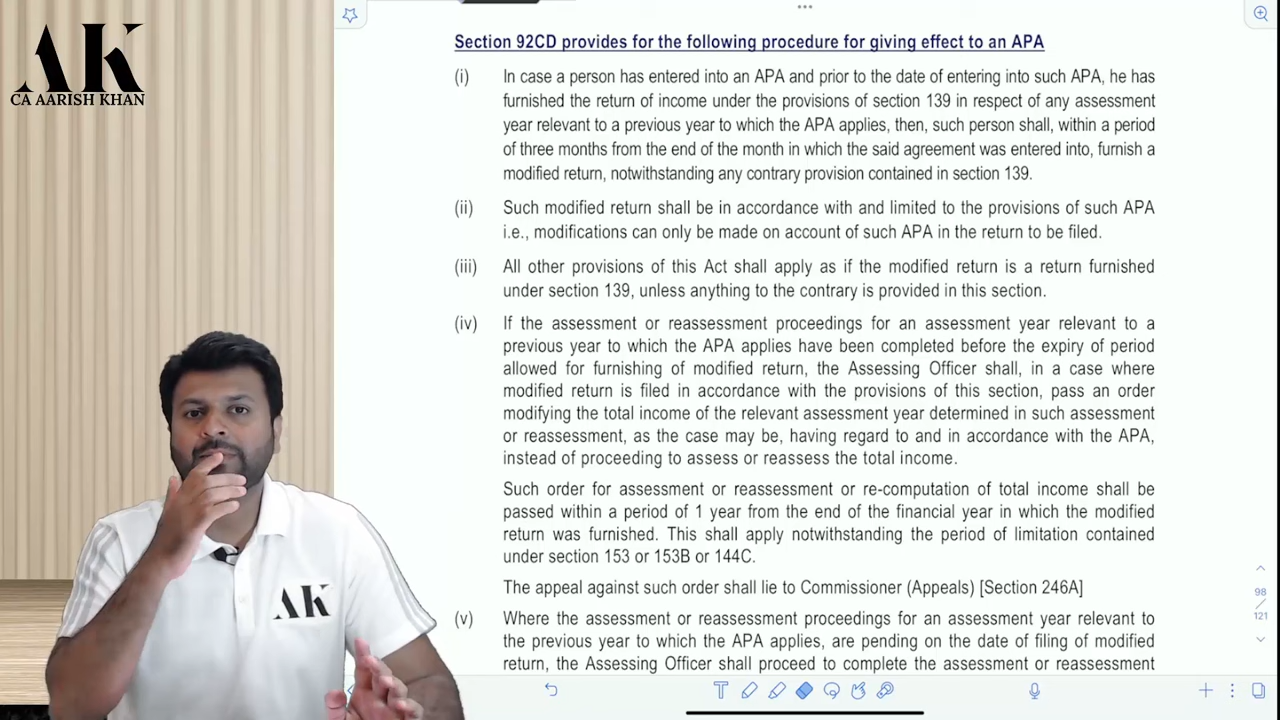 AK
CA AARISH KHAN
Section 92CD provides for the following procedure for giving effect to an APA
(i) In case a person has entered into an APA and prior to the date of entering into such APA, he has
furnished the return of income under the provisions of section 139 in respect of any assessment
year relevant to a previous year to which the APA applies, then, such person shall, within a period
of three months from the end of the month in which the said agreement was entered into, furnish a
modified return, notwithstanding any contrary provision contained in section 139.
(ii) Such modified return shall be in accordance with and limited to the provisions of such APA
i.e., modifications can only be made on account of such APA in the return to be filed.
(iii) All other provisions of this Act shall apply as if the modified return is a return furnished
under section 139, unless anything to the contrary is provided in this section.
(iv) If the assessment or reassessment proceedings for an assessment year relevant to a
previous year to which the APA applies have been completed before the expiry of period
allowed for furnishing of modified return, the Assessing Officer shall, in a case where
modified return is filed in accordance with the provisions of this section, pass an order
modifying the total income of the relevant assessment year determined in such assessment
or reassessment, as the case may be, having regard to and in accordance with the APA,
instead of proceeding to assess or reassess the total income.
Such order for assessment or reassessment or re-computation of total income shall be
passed within a period of 1 year from the end of the financial year in which the modified
return was furnished. This shall apply notwithstanding the period of limitation contained
under section 153 or 153B or 144C.
The appeal against such order shall lie to Commissioner (Appeals) [Section 246A]
(v) Where the assessment or reassessment proceedings for an assessment year relevant to
the previous year to which the APA applies, are pending on the date of filing of modified
return, the Assessing Officer shall proceed to complete the assessment or reassessment
98
121
AK